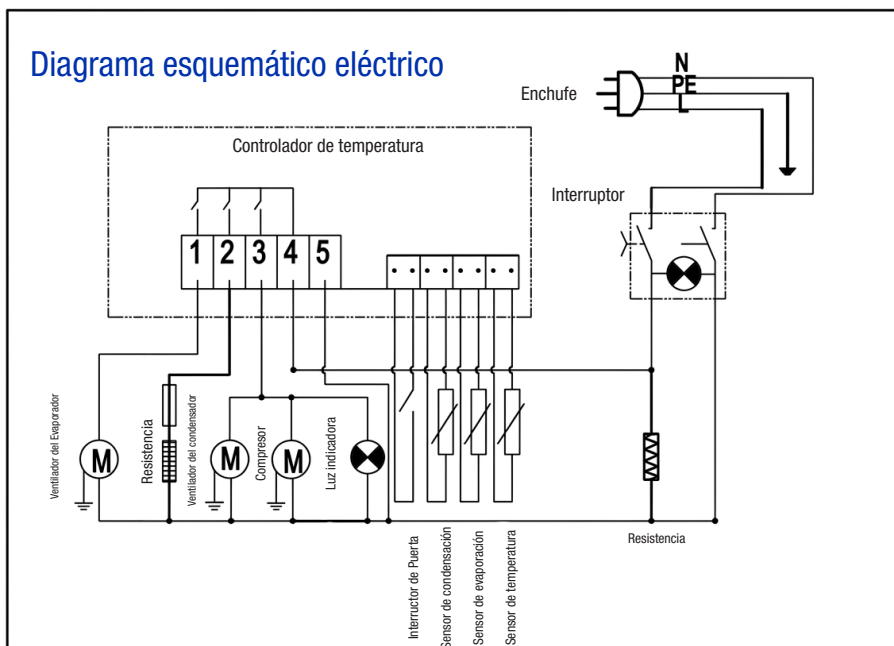 Diagrama esquemático eléctrico
N
Enchufe
PE
L
Controlador de temperatura
Interruptor
1 2 3 4 5
Ventilador del Evaporador
M
Resistencia
Ventilador del condensador
M
Compresor
M
Luz indicadora
Interructor de Puerta
Sensor de condensación
Sensor de evaporación
Sensor de temperatura
Resistencia